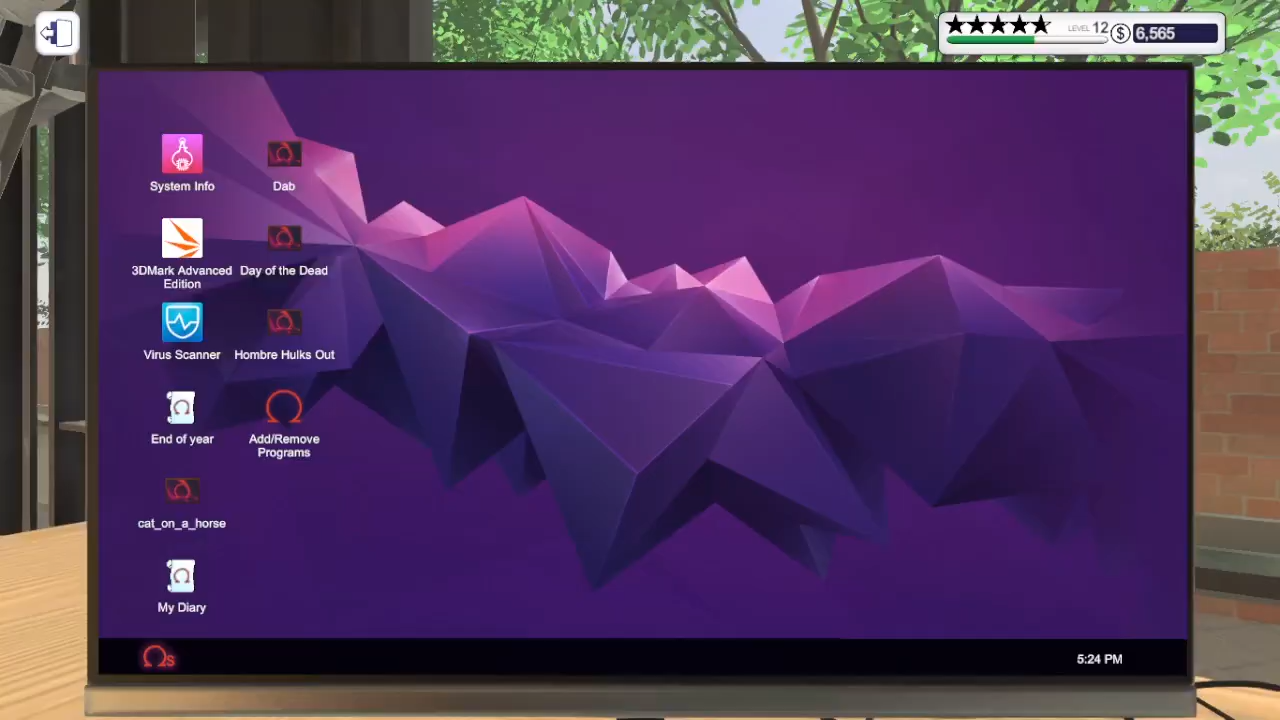 LEVEL 12
$ 6,565
System Info
Dab
3DMark Advanced
Edition
Day of the Dead
Virus Scanner
Hombre Hulks Out
End of year
Add/Remove
Programs
cat_on_a_horse
My Diary
Ωs
5:24 PM